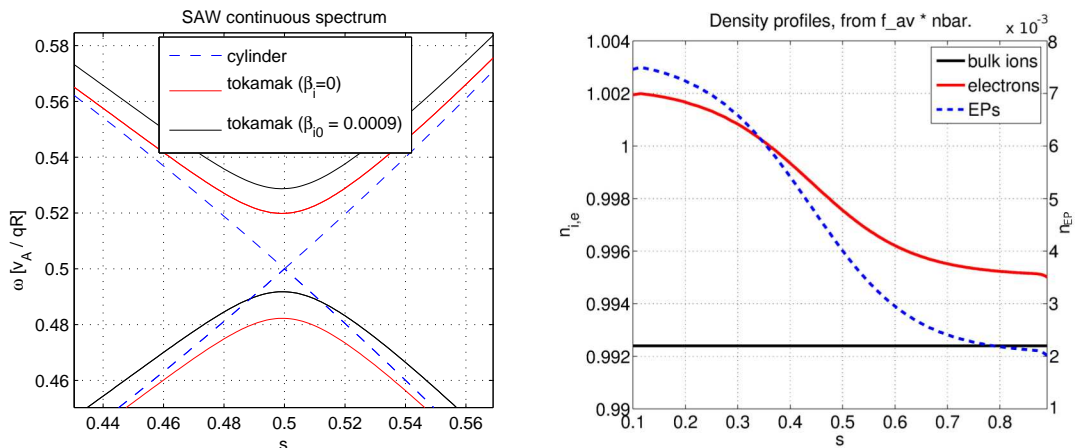 SAW continuous spectrum
0.58
0.56
0.54
0.52
0.5
0.48
0.46
ω [v_A / qR]
cylinder
tokamak (β_i=0)
tokamak (β_i0 = 0.0009)
0.44 0.46 0.48 0.5 0.52 0.54 0.56
s
Density profiles, from f_av * nbar.
x 10^-3
1.004
1.002
1
0.998
0.996
0.994
0.992
0.99
n_i,e
bulk ions
electrons
EPs
8
7
6
5
4
3
2
1
n_EP
0.1 0.2 0.3 0.4 0.5 0.6 0.7 0.8
s